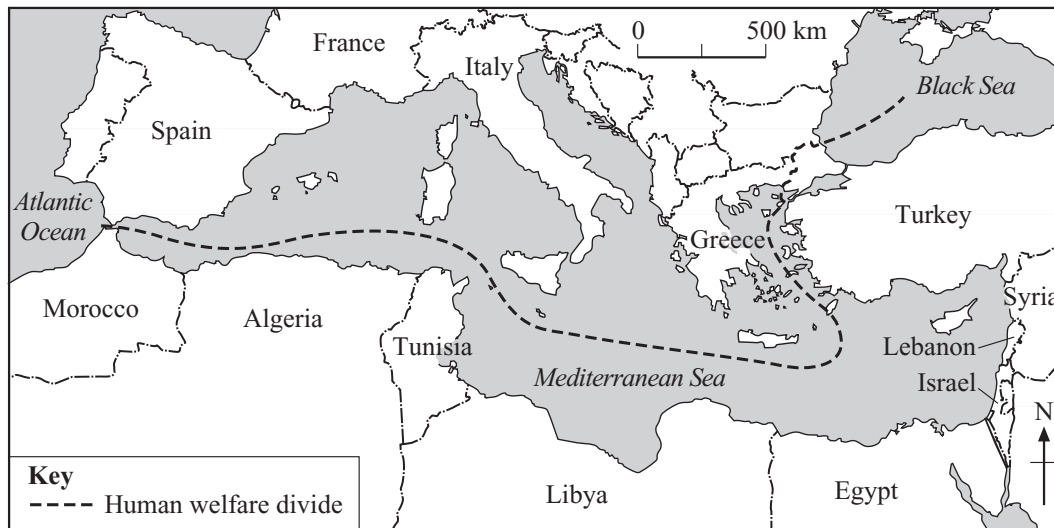 France
0 500 km
Italy
Black Sea
Spain
Atlantic
Ocean
Turkey
Greece
Morocco
Algeria
Syria
Tunisia
Lebanon
Mediterranean Sea
Israel
N
Key
Human welfare divide
Libya
Egypt